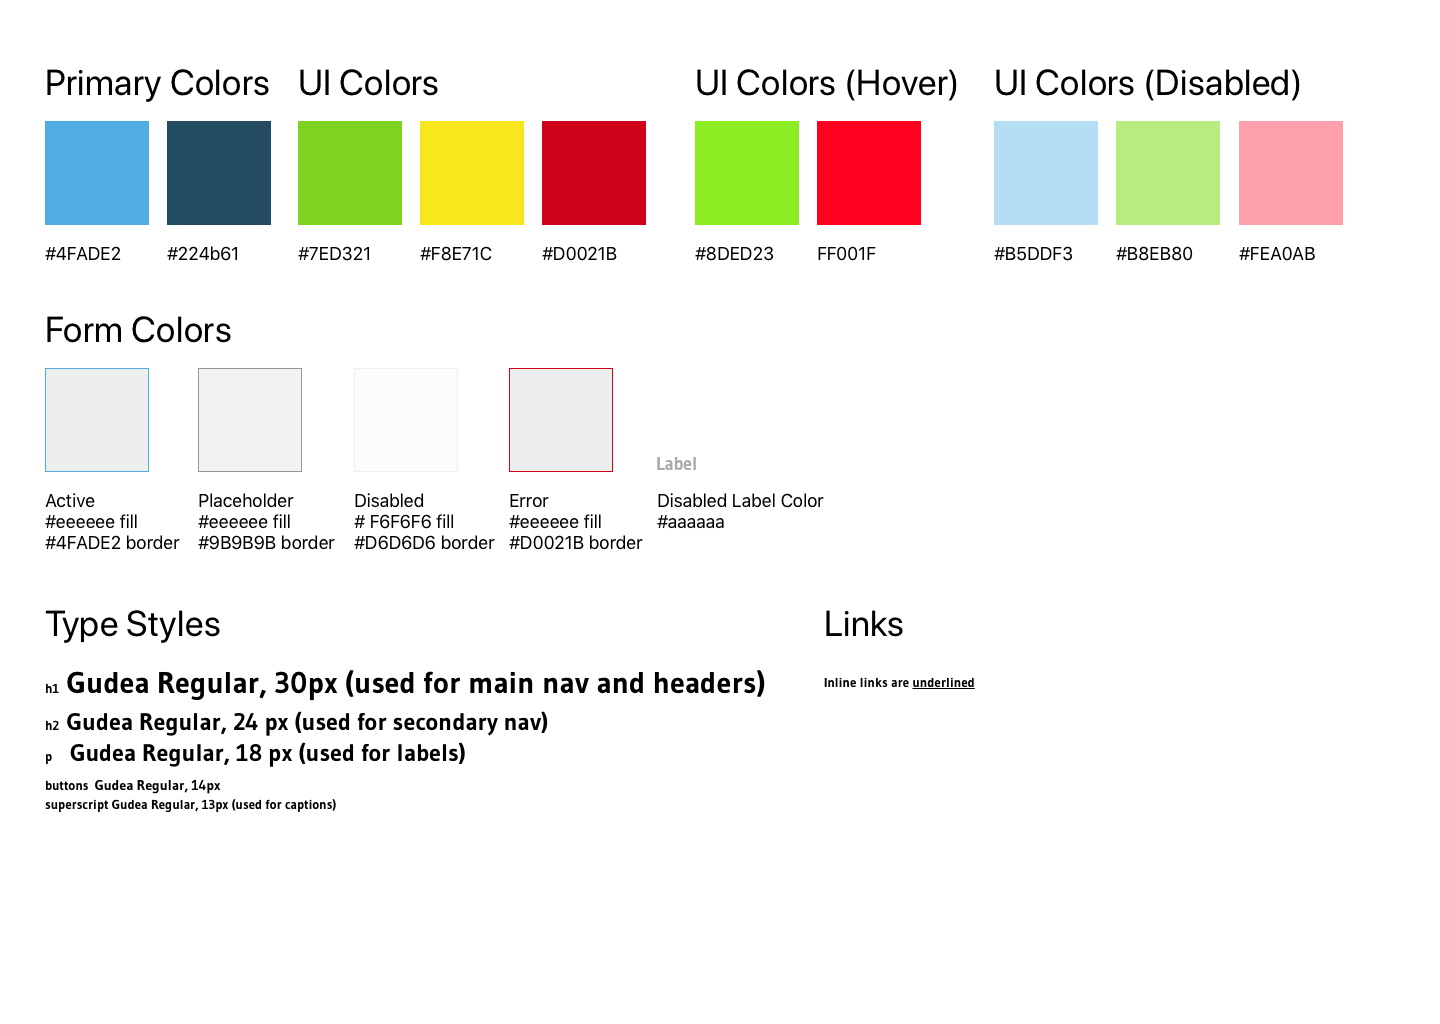 Primary Colors
UI Colors
UI Colors (Hover)
UI Colors (Disabled)
#4FADE2
#224b61
#7ED321
#F8E71C
#D0021B
#8DED23
FF001F
#B5DDF3
#B8EB80
#FEA0AB
Form Colors
Label
Active
#eeeeee fill
#4FADE2 border
Placeholder
#eeeeee fill
#9B9B9B border
Disabled
# F6F6F6 fill
#D6D6D6 border
Error
#eeeeee fill
#D0021B border
Disabled Label Color
#aaaaaa
Type Styles
h1 Gudea Regular, 30px (used for main nav and headers)
h2 Gudea Regular, 24 px (used for secondary nav)
p Gudea Regular, 18 px (used for labels)
buttons Gudea Regular, 14px
superscript Gudea Regular, 13px (used for captions)
Links
Inline links are underlined